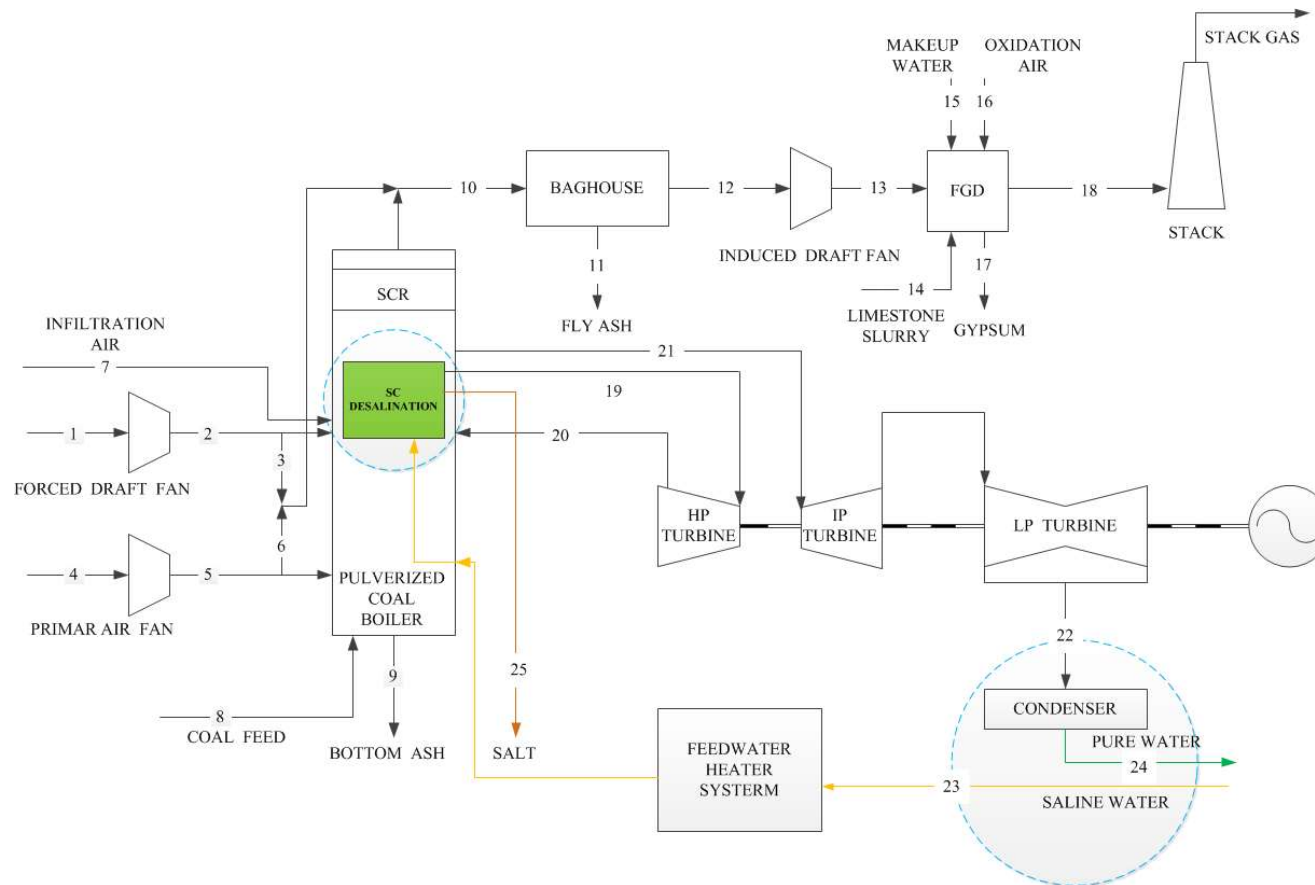 STACK GAS
MAKEUP
WATER
OXIDATION
AIR
15
16
10
BAGHOUSE
12
13
FGD
18
STACK
INDUCED DRAFT FAN
11
17
14
FLY ASH
LIMESTONE
SLURRY
GYPSUM
SCR
INFILTRATION
AIR
7
21
SC
DESALINATION
19
1
2
20
3
FORCED DRAFT FAN
HP
TURBINE
IP
TURBINE
LP TURBINE
6
4
5
PULVERIZED
COAL
BOILER
PRIMAR AIR FAN
22
9
25
8
COAL FEED
BOTTOM ASH
SALT
CONDENSER
FEEDWATER
HEATER
SYSTERM
PURE WATER
24
23
SALINE WATER